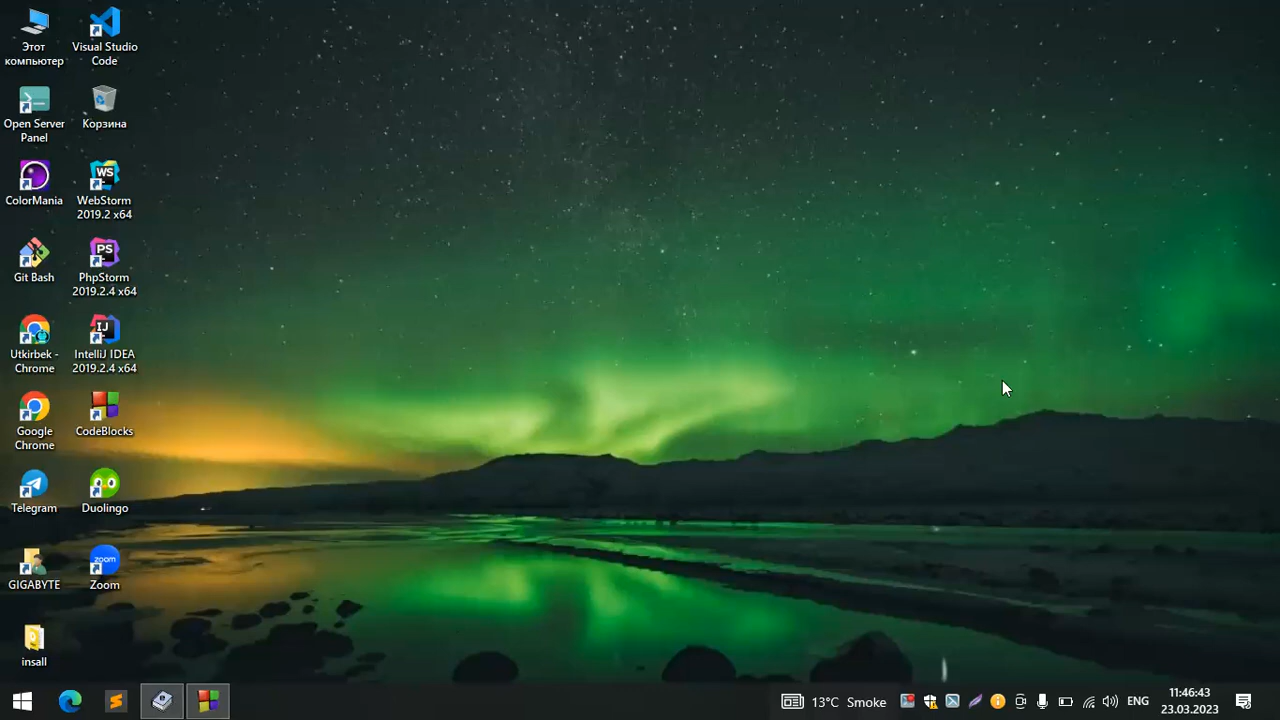 Этот
компьютер
Visual Studio
Code
Open Server
Panel
Корзина
ColorMania
WS
WebStorm
2019.2 x64
Git Bash
PS
PhpStorm
2019.2.4 x64
Utkirbek -
Chrome
IJ
IntelliJ IDEA
2019.2.4 x64
Google
Chrome
CodeBlocks
Telegram
Duolingo
GIGABYTE
zoom
Zoom
insall
13°C Smoke
ENG
11:46:43
23.03.2023